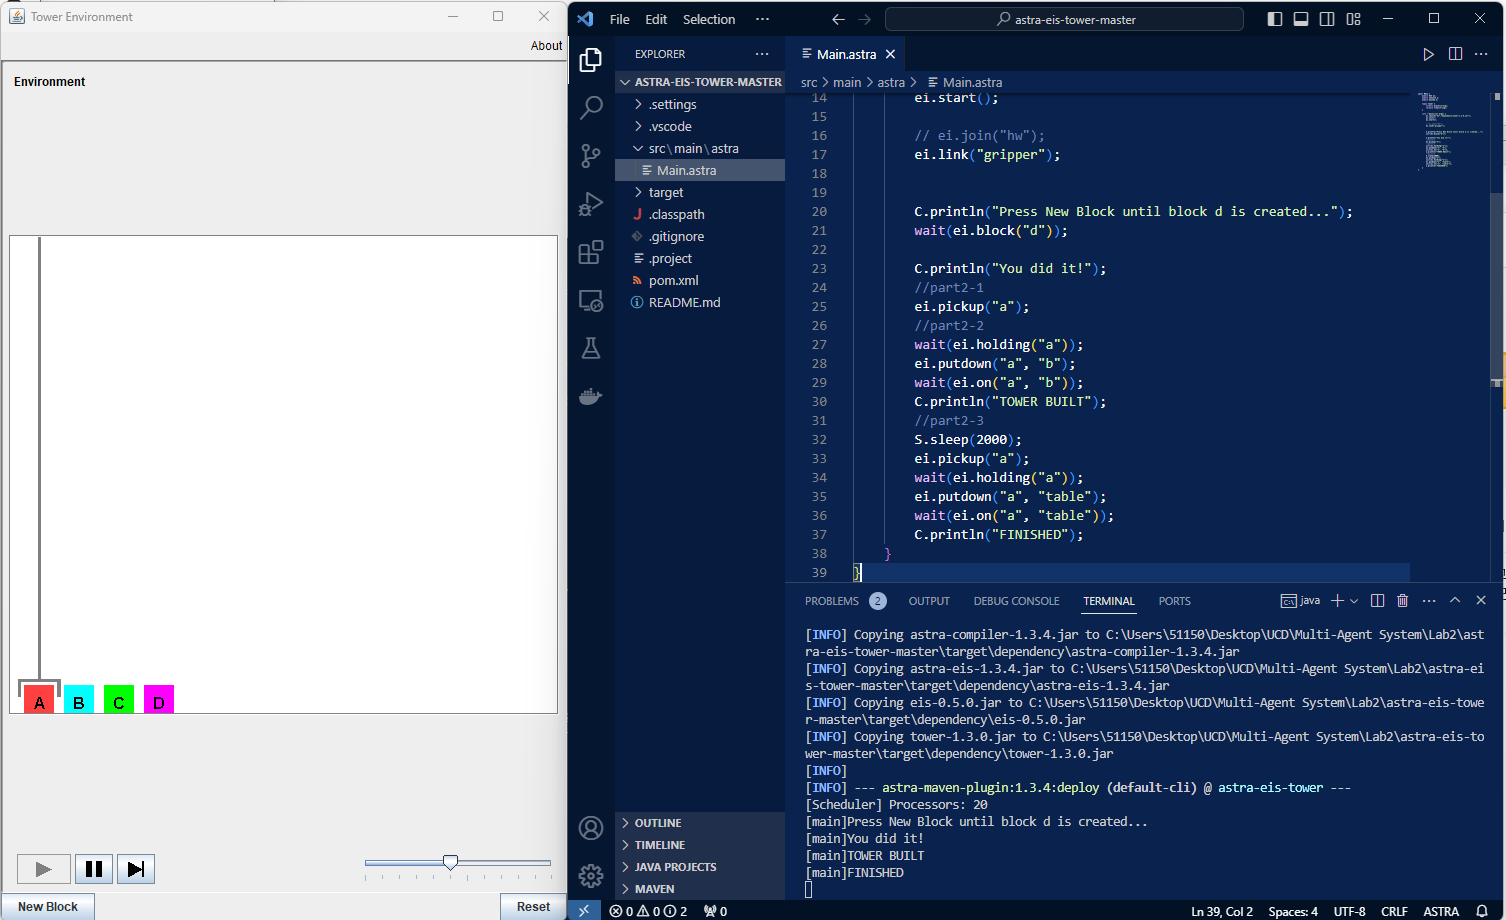 Tower Environment
About
Environment
A B C D
New Block
Reset
File Edit Selection ···
astra-eis-tower-master
EXPLORER ···
ASTRA-EIS-TOWER-MASTER
.settings
.vscode
src\main\astra
Main.astra
target
.classpath
.gitignore
.project
pom.xml
README.md
OUTLINE
TIMELINE
JAVA PROJECTS
MAVEN
Main.astra
src > main > astra > Main.astra
14 ei.start();
15
16 // ei.join("hw");
17 ei.link("gripper");
18
19
20 C.println("Press New Block until block d is created...");
21 wait(ei.block("d"));
22
23 C.println("You did it!");
24 //part2-1
25 ei.pickup("a");
26 //part2-2
27 wait(ei.holding("a"));
28 ei.putdown("a", "b");
29 wait(ei.on("a", "b"));
30 C.println("TOWER BUILT");
31 //part2-3
32 S.sleep(2000);
33 ei.pickup("a");
34 wait(ei.holding("a"));
35 ei.putdown("a", "table");
36 wait(ei.on("a", "table"));
37 C.println("FINISHED");
38 }
39 }
PROBLEMS 2 OUTPUT DEBUG CONSOLE TERMINAL PORTS
java
[INFO] Copying astra-compiler-1.3.4.jar to C:\Users\51150\Desktop\UCD\Multi-Agent System\Lab2\ast
ra-eis-tower-master\target\dependency\astra-compiler-1.3.4.jar
[INFO] Copying astra-eis-1.3.4.jar to C:\Users\51150\Desktop\UCD\Multi-Agent System\Lab2\astra-ei
s-tower-master\target\dependency\astra-eis-1.3.4.jar
[INFO] Copying eis-0.5.0.jar to C:\Users\51150\Desktop\UCD\Multi-Agent System\Lab2\astra-eis-towe
r-master\target\dependency\eis-0.5.0.jar
[INFO] Copying tower-1.3.0.jar to C:\Users\51150\Desktop\UCD\Multi-Agent System\Lab2\astra-eis-to
wer-master\target\dependency\tower-1.3.0.jar
[INFO]
[INFO] --- astra-maven-plugin:1.3.4:deploy (default-cli) @ astra-eis-tower ---
[Scheduler] Processors: 20
[main]Press New Block until block d is created...
[main]You did it!
[main]TOWER BUILT
[main]FINISHED
0 0 2 0
Ln 39, Col 2 Spaces: 4 UTF-8 CRLF ASTRA